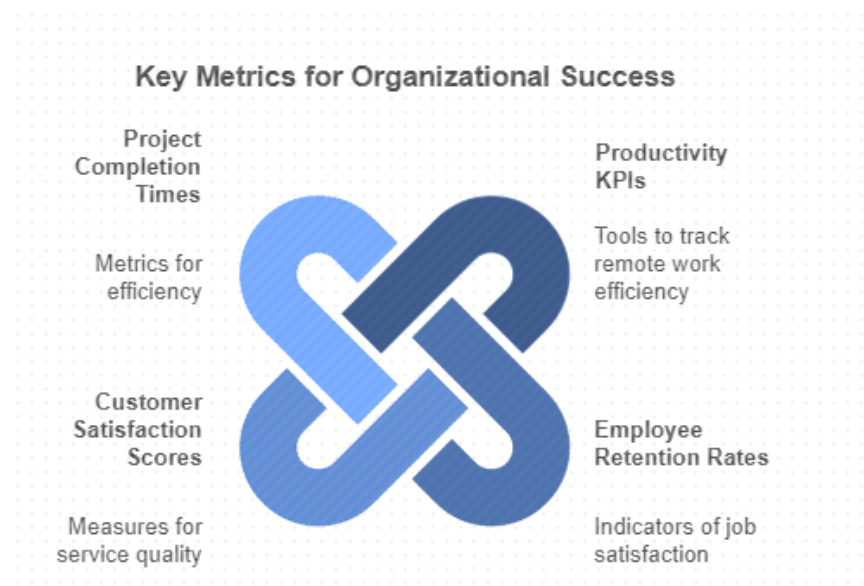 Key Metrics for Organizational Success
Project
Completion
Times
Metrics for
efficiency
Productivity
KPIs
Tools to track
remote work
efficiency
Customer
Satisfaction
Scores
Measures for
service quality
Employee
Retention Rates
Indicators of job
satisfaction